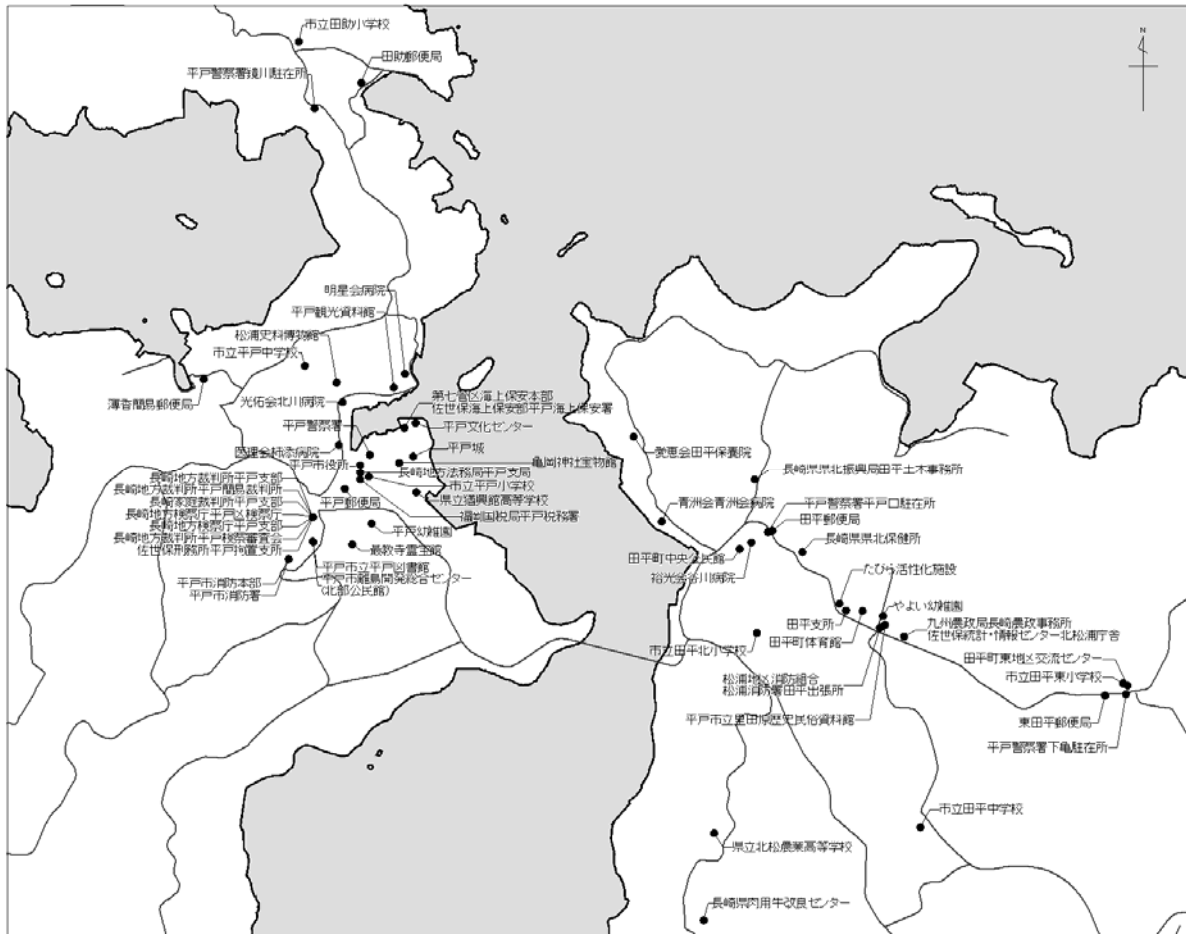 市立田助小学校
N
田助郵便局
平戸警察署鏡川駐在所
明星会病院
平戸観光資料館
松浦史料博物館
市立平戸中学校
薄香簡易郵便局
光佑会北川病院
第七管区海上保安本部
佐世保海上保安部平戸海上保安署
平戸文化センター
平戸警察署
平戸城
愛恵会田平保養院
医理会柿添病院
亀岡神社宝物館
平戸市役所
長崎地方法務局平戸支局
長崎県県北振興局田平土木事務所
長崎地方裁判所平戸支部
市立平戸小学校
長崎地方裁判所平戸簡易裁判所
県立猶興館高等学校
青洲会青洲会病院
平戸警察署平戸口駐在所
長崎家庭裁判所平戸支部
平戸郵便局
長崎地方検察庁平戸区検察庁
福岡国税局平戸税務署
田平郵便局
長崎地方検察庁平戸支部
平戸幼稚園
長崎地方裁判所平戸検察審査会
長崎県県北保健所
佐世保刑務所平戸拘置支所
最教寺霊宝館
田平町中央公民館
平戸市立平戸図書館
裕光会谷川病院
平戸市消防本部
平戸市離島開発総合センター
たびら活性化施設
平戸市消防署
(北部公民館)
やよい幼稚園
田平支所
九州農政局長崎農政事務所
田平町体育館
佐世保統計・情報センター北松浦庁舎
市立田平北小学校
田平町東地区交流センター
松浦地区消防組合
市立田平東小学校
松浦消防署田平出張所
平戸市立里田原歴史民俗資料館
東田平郵便局
平戸警察署下亀駐在所
市立田平中学校
県立北松農業高等学校
長崎県肉用牛改良センター